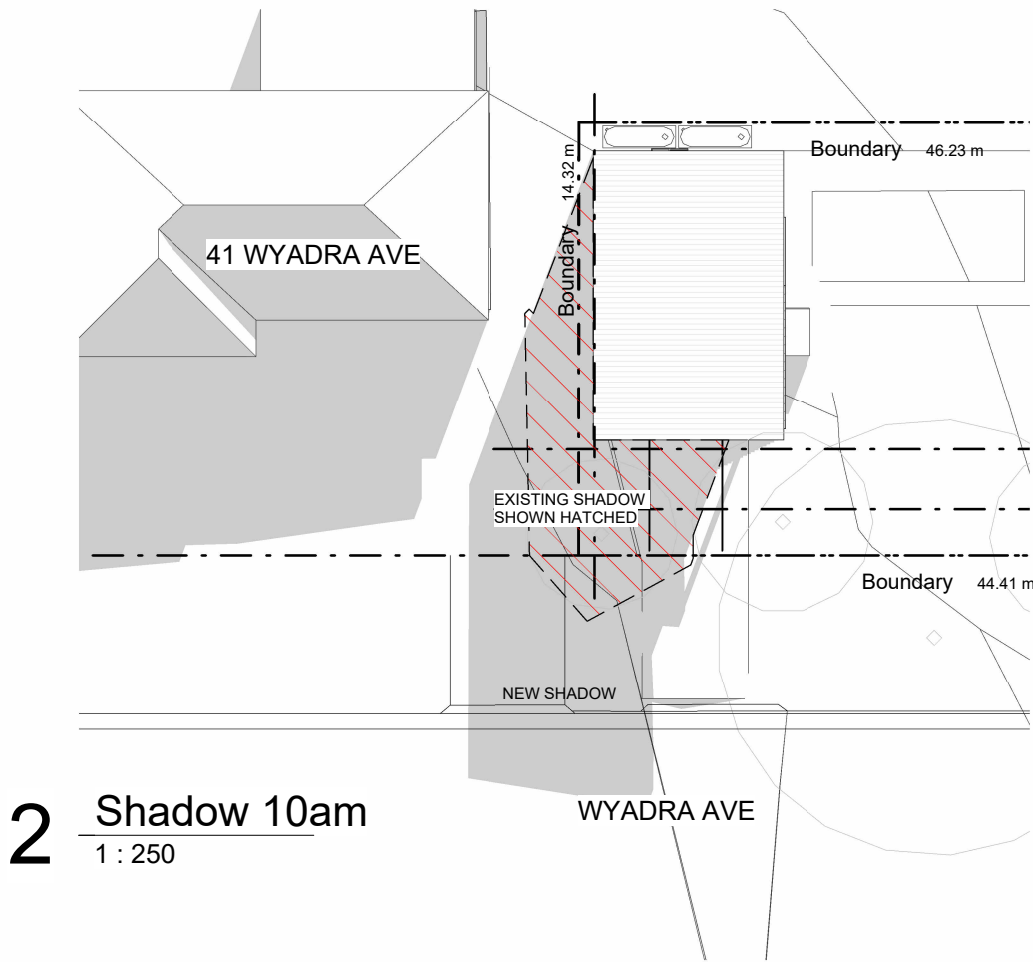 Boundary 46.23 m
14.32 m
Boundary
41 WYADRA AVE
EXISTING SHADOW
SHOWN HATCHED
Boundary 44.41 m
NEW SHADOW
2 Shadow 10am
1 : 250
WYADRA AVE